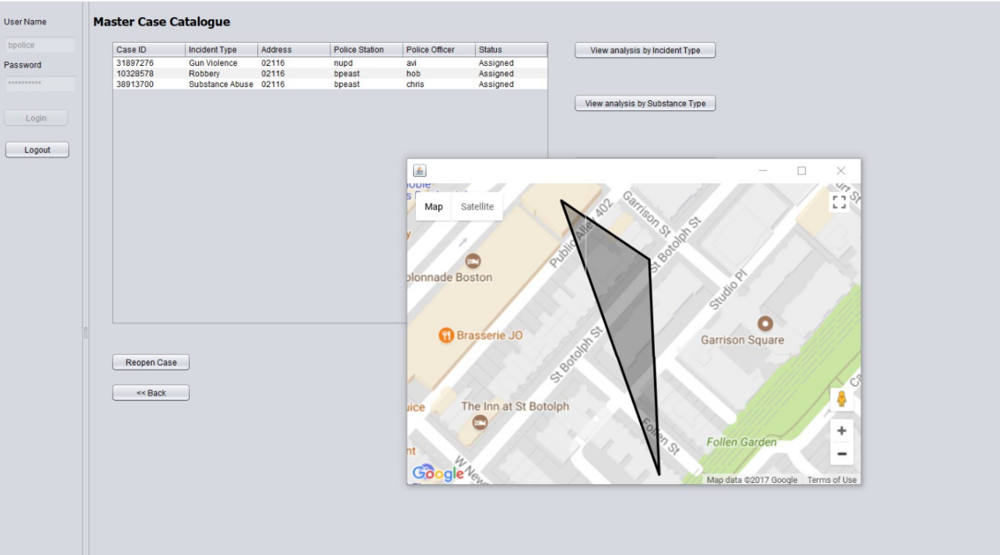 User Name
bpolice
Password
**********
Login
Logout
Master Case Catalogue
Case ID Incident Type Address Police Station Police Officer Status
31897276 Gun Violence 02116 nupd avi Assigned
10328578 Robbery 02116 bpeast hob Assigned
38913700 Substance Abuse 02116 bpeast chris Assigned
View analysis by Incident Type
View analysis by Substance Type
Reopen Case
<< Back
Map Satellite
Public Alley 402
Garrison St
St Botolph St
Studio Pl
olonnade Boston
Brasserie JO
Garrison Square
St Botolph St
The Inn at St Botolph
Follen St
Follen Garden
W New
Google
Map data ©2017 Google Terms of Use